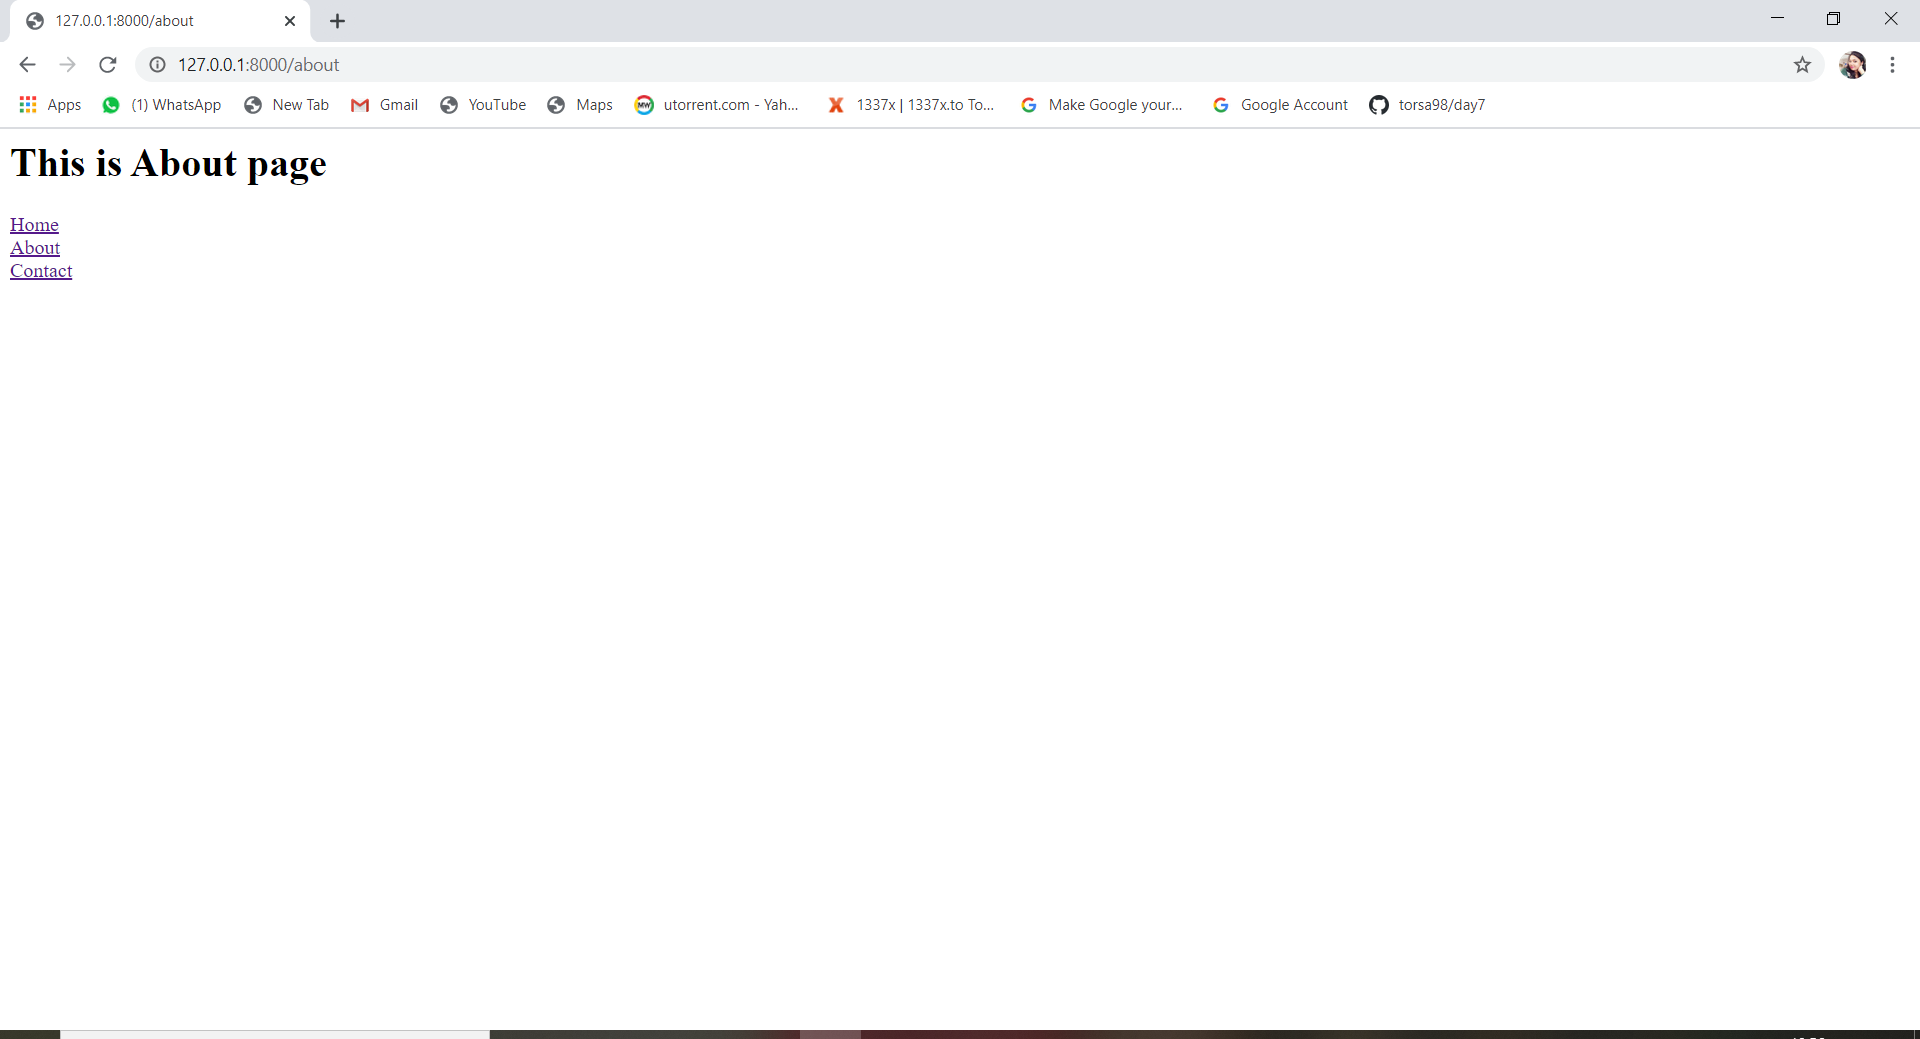 127.0.0.1:8000/about
127.0.0.1:8000/about
Apps (1) WhatsApp New Tab Gmail YouTube Maps utorrent.com - Yah... 1337x | 1337x.to To... Make Google your... Google Account torsa98/day7
This is About page
Home
About
Contact